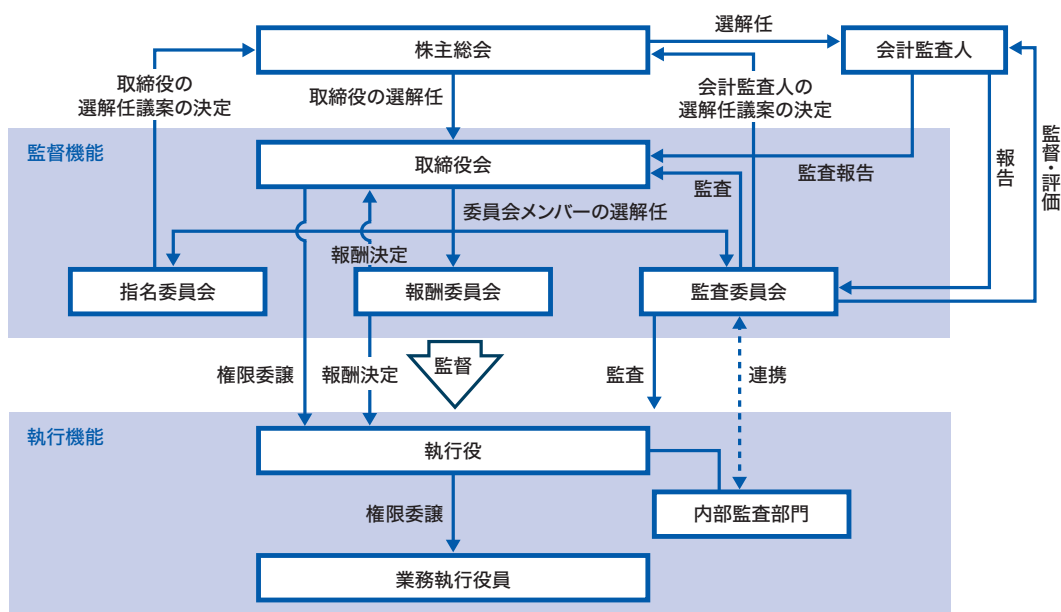 選解任
株主総会
会計監査人
取締役の
選解任議案の決定
取締役の選解任
会計監査人の
選解任議案の決定
監督機能
取締役会
監査報告
報告
監督・評価
監査
委員会メンバーの選解任
報酬決定
指名委員会
報酬委員会
監査委員会
権限委譲
報酬決定
監督
監査
連携
執行機能
執行役
内部監査部門
権限委譲
業務執行役員